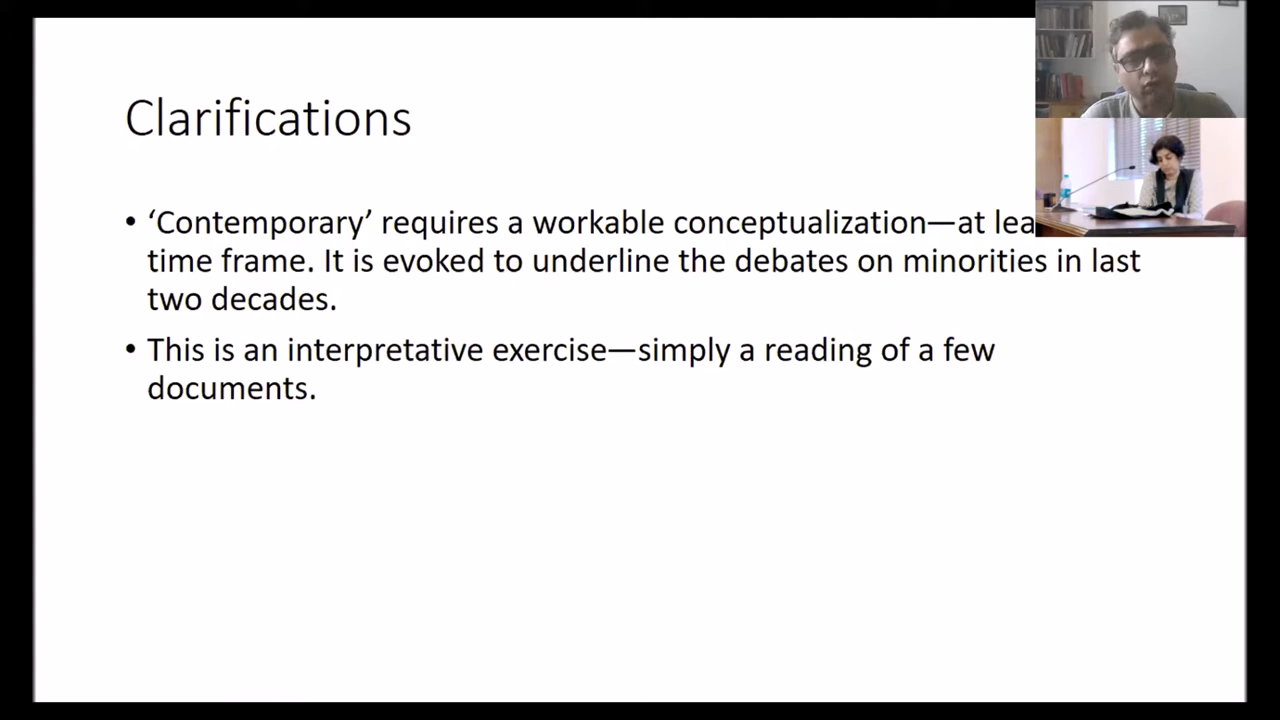 Clarifications
• ‘Contemporary’ requires a workable conceptualization—at
time frame. It is evoked to underline the debates on minorities in last
two decades.
• This is an interpretative exercise—simply a reading of a few
documents.